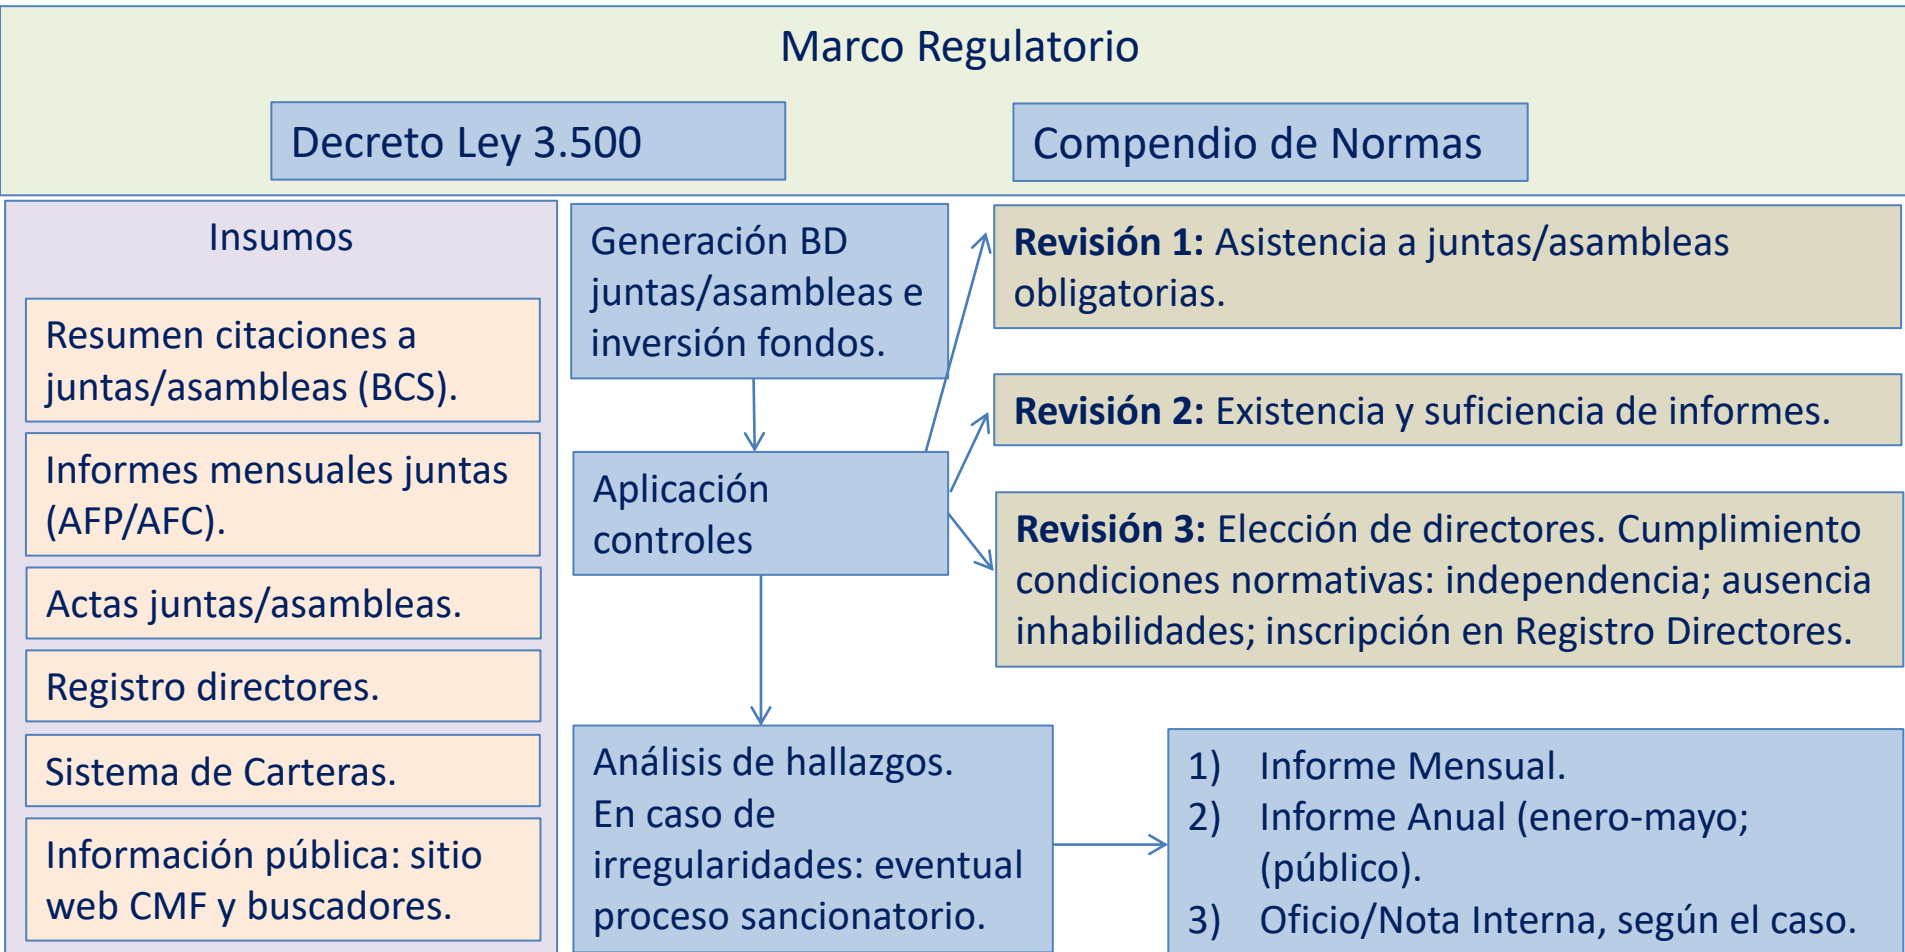 Marco Regulatorio
Decreto Ley 3.500
Compendio de Normas
Insumos
Resumen citaciones a
juntas/asambleas (BCS).
Informes mensuales juntas
(AFP/AFC).
Actas juntas/asambleas.
Registro directores.
Sistema de Carteras.
Información pública: sitio
web CMF y buscadores.
Generación BD
juntas/asambleas e
inversión fondos.
Aplicación
controles
Análisis de hallazgos.
En caso de
irregularidades: eventual
proceso sancionatorio.
Revisión 1: Asistencia a juntas/asambleas
obligatorias.
Revisión 2: Existencia y suficiencia de informes.
Revisión 3: Elección de directores. Cumplimiento
condiciones normativas: independencia; ausencia
inhabilidades; inscripción en Registro Directores.
1) Informe Mensual.
2) Informe Anual (enero-mayo;
(público).
3) Oficio/Nota Interna, según el caso.